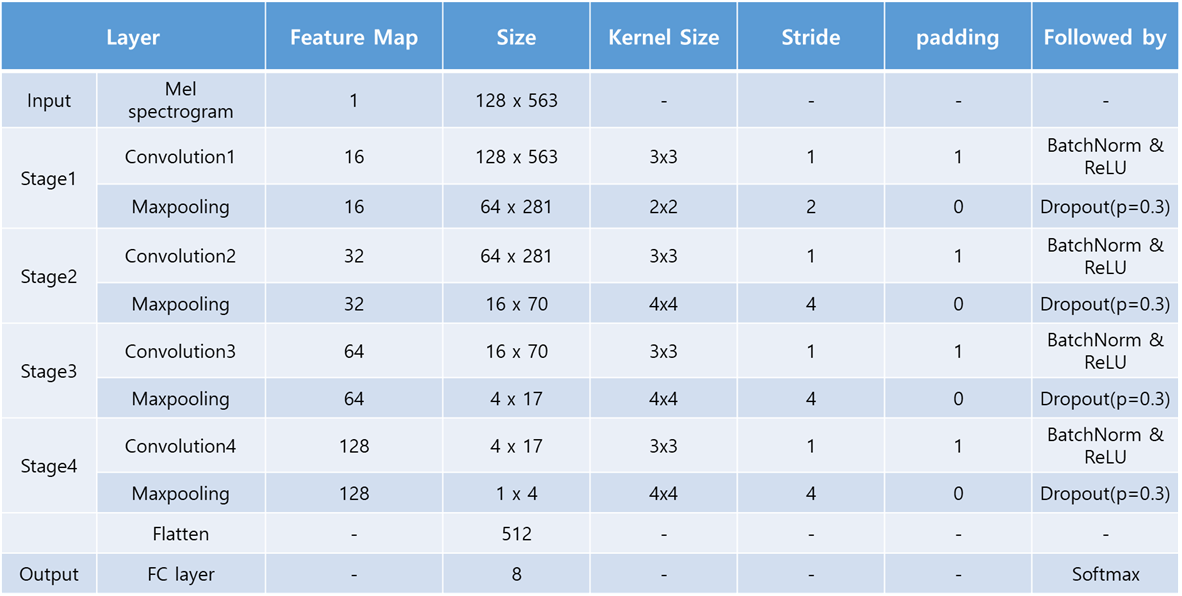 Layer Feature Map Size Kernel Size Stride padding Followed by
Input Mel spectrogram 1 128 x 563 - - - -
Stage1 Convolution1 16 128 x 563 3x3 1 1 BatchNorm & ReLU
Maxpooling 16 64 x 281 2x2 2 0 Dropout(p=0.3)
Stage2 Convolution2 32 64 x 281 3x3 1 1 BatchNorm & ReLU
Maxpooling 32 16 x 70 4x4 4 0 Dropout(p=0.3)
Stage3 Convolution3 64 16 x 70 3x3 1 1 BatchNorm & ReLU
Maxpooling 64 4 x 17 4x4 4 0 Dropout(p=0.3)
Stage4 Convolution4 128 4 x 17 3x3 1 1 BatchNorm & ReLU
Maxpooling 128 1 x 4 4x4 4 0 Dropout(p=0.3)
Flatten - 512 - - - -
Output FC layer - 8 - - - Softmax